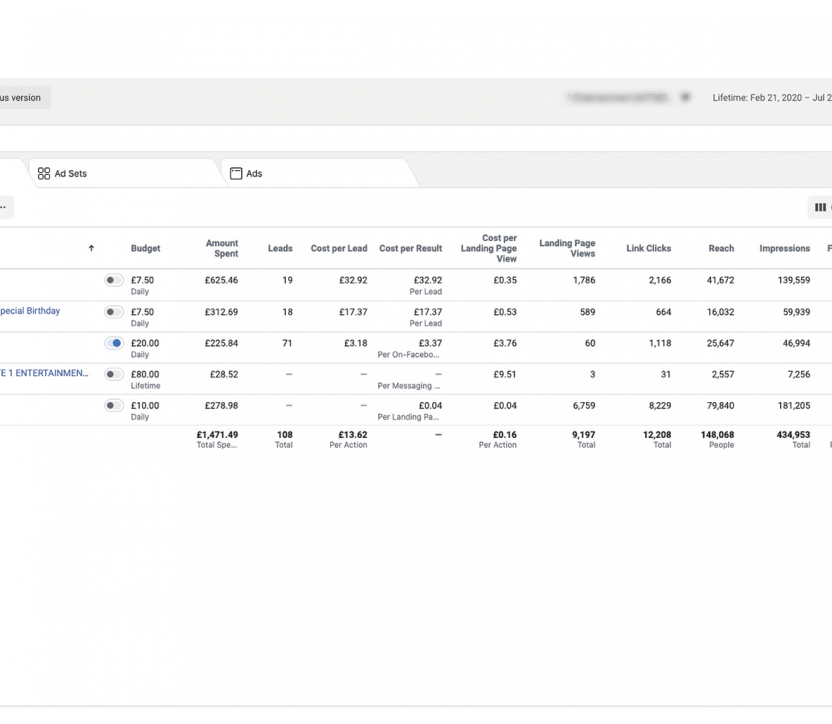 us version
Lifetime: Feb 21, 2020 – Jul 2
Ad Sets
Ads
↑ Budget Amount Spent Leads Cost per Lead Cost per Result Cost per Landing Page View Landing Page Views Link Clicks Reach Impressions F
£7.50 £625.46 19 £32.92 £32.92 £0.35 1,786 2,166 41,672 139,559
Daily Per Lead
pecial Birthday £7.50 £312.69 18 £17.37 £17.37 £0.53 589 664 16,032 59,939
Daily Per Lead
£20.00 £225.84 71 £3.18 £3.37 £3.76 60 1,118 25,647 46,994
Daily Per On-Facebo...
E 1 ENTERTAINMEN... £80.00 £28.52 — — — £9.51 3 31 2,557 7,256
Lifetime Per Messaging ...
£10.00 £278.98 — — £0.04 £0.04 6,759 8,229 79,840 181,205
Daily Per Landing Pa...
£1,471.49 108 £13.62 — £0.16 9,197 12,208 148,068 434,953
Total Spe... Total Per Action Per Action Total Total People Total